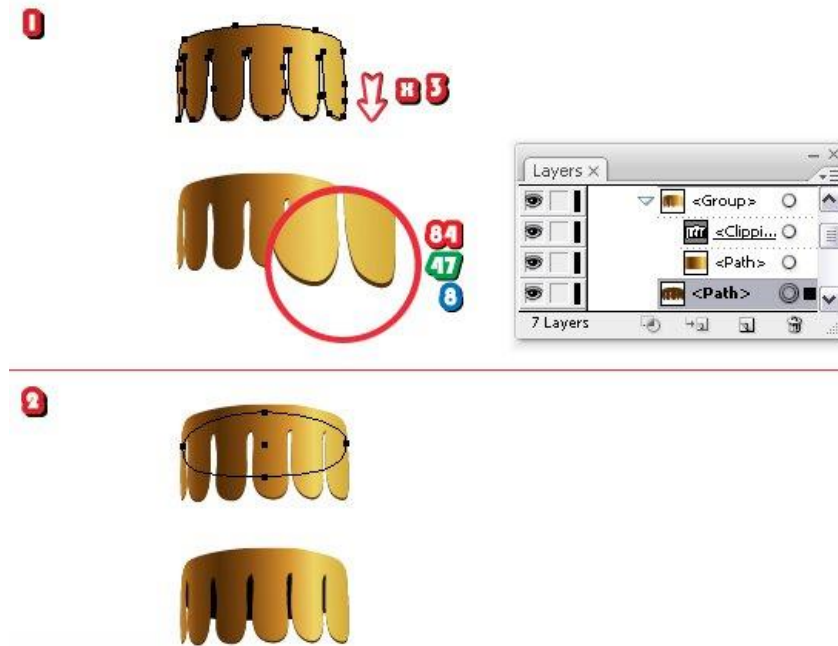 1
x 3
84
47
8
Layers ×
<Group>
<Clippi...
<Path>
<Path>
7 Layers
2